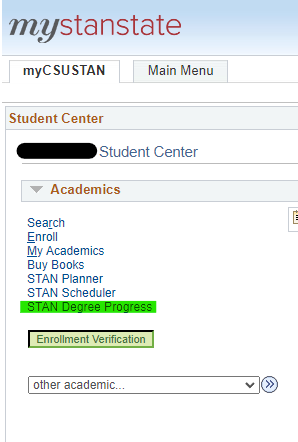 mystanstate
myCSUSTAN Main Menu
Student Center
Student Center
Academics
Search
Enroll
My Academics
Buy Books
STAN Planner
STAN Scheduler
STAN Degree Progress
Enrollment Verification
other academic...